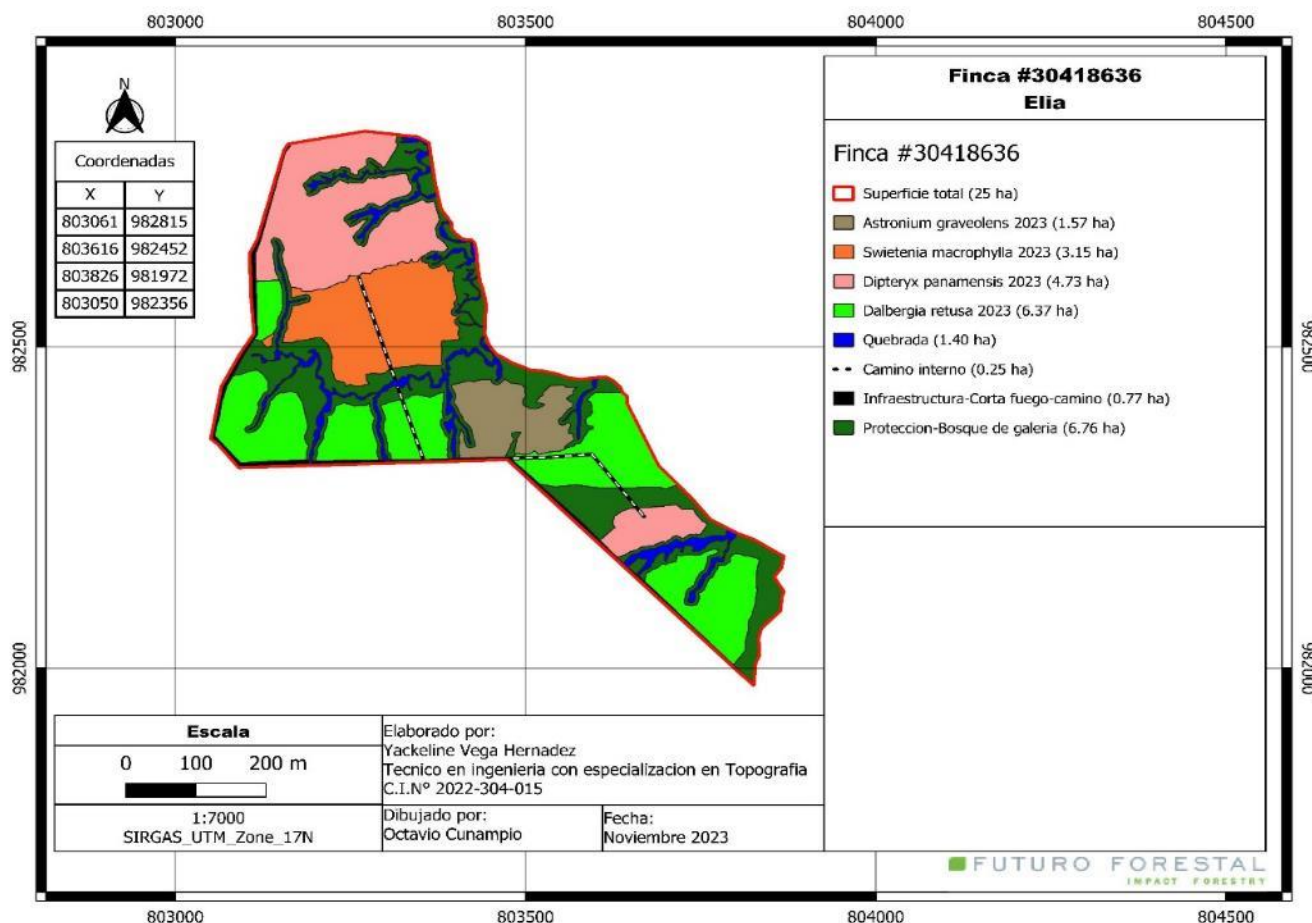 803000 803500 804000 804500
Finca #30418636
Elia
N
Coordenadas
X Y
803061 982815
803616 982452
803826 981972
803050 982356
Finca #30418636
Superficie total (25 ha)
Astronium graveolens 2023 (1.57 ha)
Swietenia macrophylla 2023 (3.15 ha)
Dipteryx panamensis 2023 (4.73 ha)
Dalbergia retusa 2023 (6.37 ha)
Quebrada (1.40 ha)
Camino interno (0.25 ha)
Infraestructura-Corta fuego-camino (0.77 ha)
Proteccion-Bosque de galeria (6.76 ha)
982500 982500
982000 982000
Escala
0 100 200 m
1:7000
SIRGAS_UTM_Zone_17N
Elaborado por:
Yackeline Vega Hernadez
Tecnico en ingenieria con especializacion en Topografia
C.I.N° 2022-304-015
Dibujado por:
Octavio Cunampio
Fecha:
Noviembre 2023
FUTURO FORESTAL
IMPACT FORESTRY
803000 803500 804000 804500